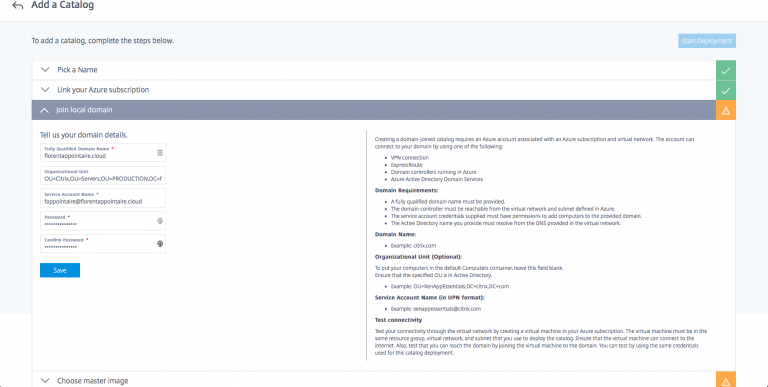 Add a Catalog
To add a catalog, complete the steps below.
Start Deployment
Pick a Name
Link your Azure subscription
Join local domain
Tell us your domain details.
Fully Qualified Domain Name *
florentappointaire.cloud
Organizational Unit
OU=Citrix,OU=Servers,OU=PRODUCTION,DC=f
Service Account Name *
fappointaire@florentappointaire.cloud
Password *
Confirm Password *
Save
Creating a domain-joined catalog requires an Azure account associated with an Azure subscription and virtual network. The account can
connect to your domain by using one of the following:
• VPN connection
• ExpressRoute
• Domain controllers running in Azure
• Azure Active Directory Domain Services
Domain Requirements:
• A fully qualified domain name must be provided.
• The domain controller must be reachable from the virtual network and subnet defined in Azure.
• The service account credentials supplied must have permissions to add computers to the provided domain.
• The Active Directory name you provide must resolve from the DNS provided in the virtual network.
Domain Name:
• Example: citrix.com
Organizational Unit (Optional):
To put your computers in the default Computers container, leave this field blank.
Ensure that the specified OU is in Active Directory.
• Example: OU=XenAppEssentials,DC=citrix,DC=com
Service Account Name (in UPN format):
• Example: xenappessentials@citrix.com
Test connectivity
Test your connectivity through the virtual network by creating a virtual machine in your Azure subscription. The virtual machine must be in the
same resource group, virtual network, and subnet that you use to deploy the catalog. Ensure that the virtual machine can connect to the
internet. Also, test that you can reach the domain by joining the virtual machine to the domain. You can test by using the same credentials
used for this catalog deployment.
Choose master image